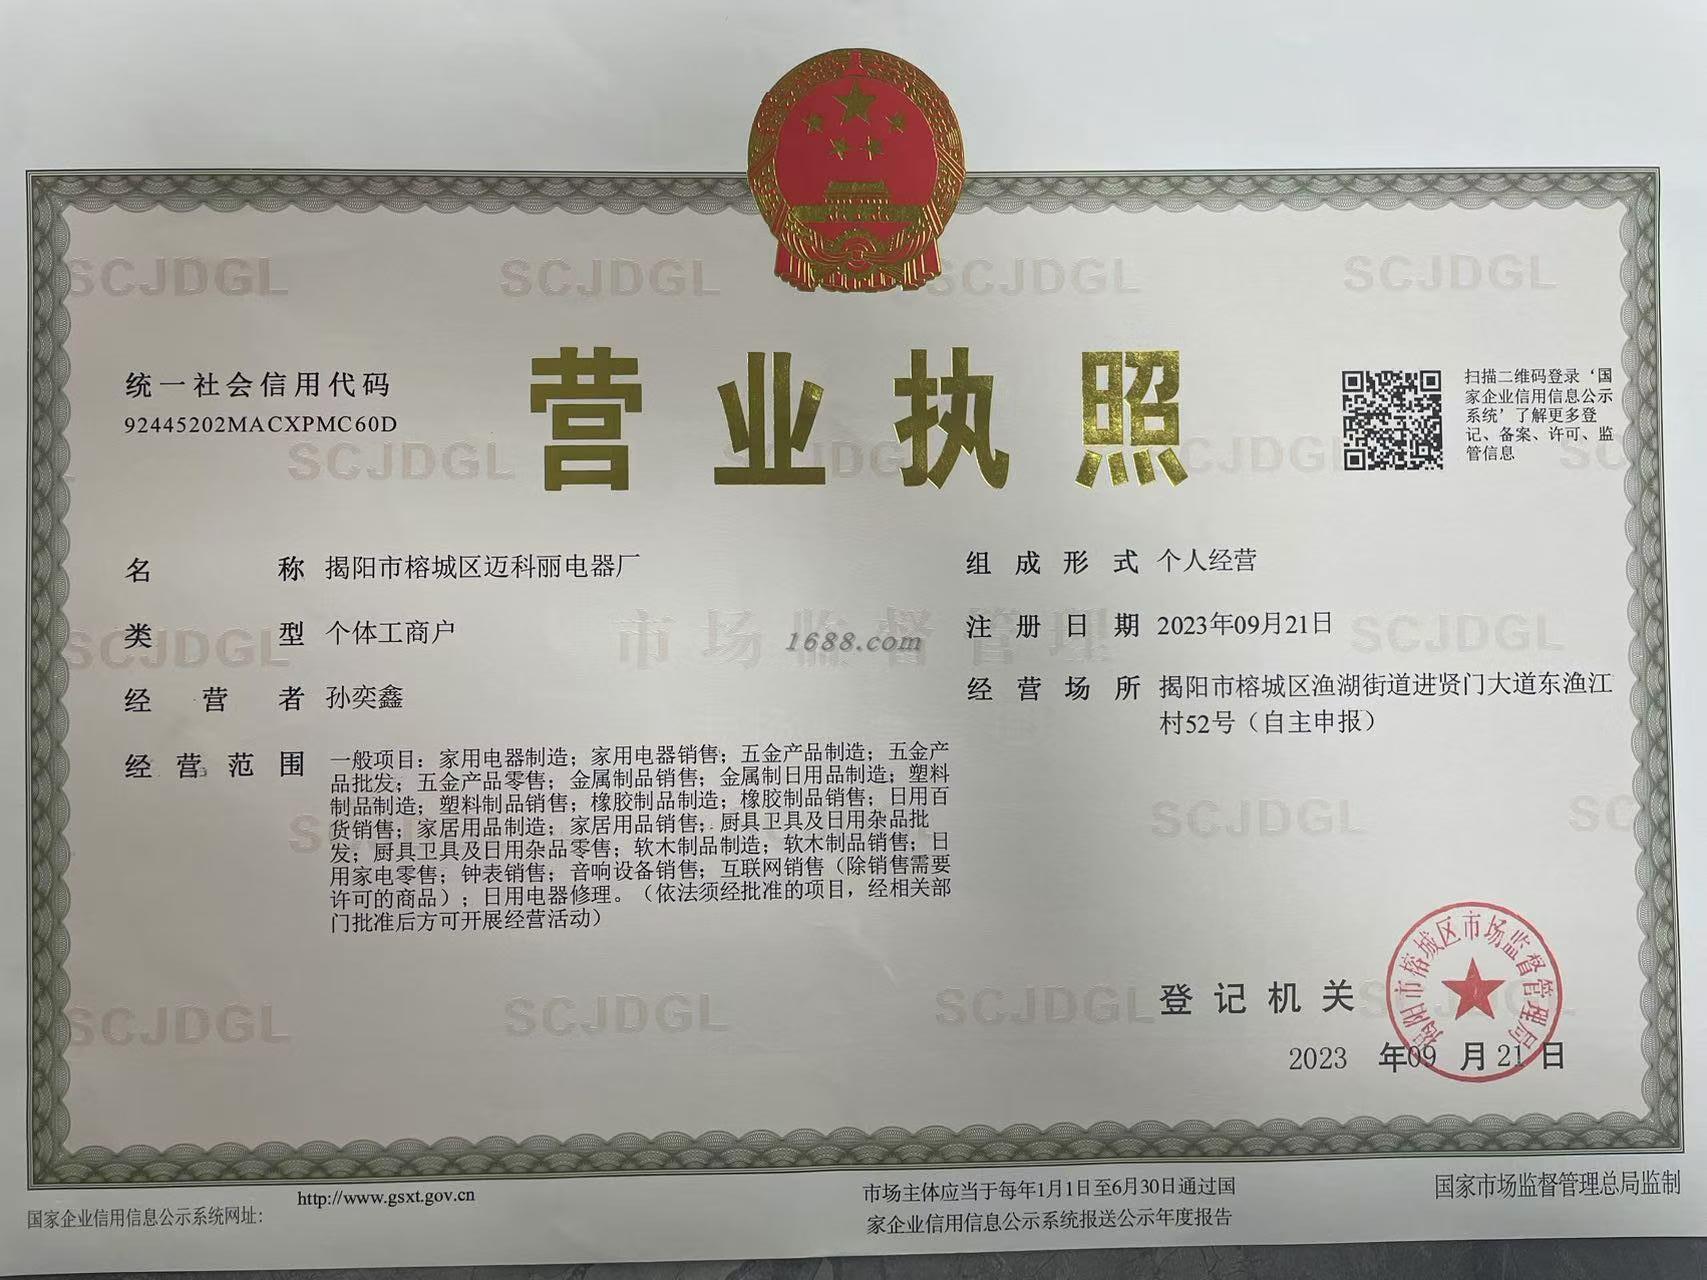 营业执照
统一社会信用代码
92445202MACXPMC60D
扫描二维码登录‘国
家企业信用信息公示
系统’了解更多登
记、备案、许可、监
管信息
名称 揭阳市榕城区迈科丽电器厂
类型 个体工商户
经营者 孙奕鑫
经营范围 一般项目：家用电器制造；家用电器销售；五金产品制造；五金产
品批发；五金产品零售；金属制品销售；金属制日用品制造；塑料
制品制造；塑料制品销售；橡胶制品制造；橡胶制品销售；日用百
货销售；家居用品制造；家居用品销售；厨具卫具及日用杂品批
发；厨具卫具及日用杂品零售；软木制品制造；软木制品销售；日
用家电零售；钟表销售；音响设备销售；互联网销售（除销售需要
许可的商品）；日用电器修理。（依法须经批准的项目，经相关部
门批准后方可开展经营活动）
组成形式 个人经营
注册日期 2023年09月21日
经营场所 揭阳市榕城区渔湖街道进贤门大道东渔江
村52号（自主申报）
SCJDGL
市场监督管理
1688.com
登记机关
揭阳市榕城区市场监督管理局
2023 年09 月21日
国家企业信用信息公示系统网址：
http://www.gsxt.gov.cn
市场主体应当于每年1月1日至6月30日通过国
家企业信用信息公示系统报送公示年度报告
国家市场监督管理总局监制